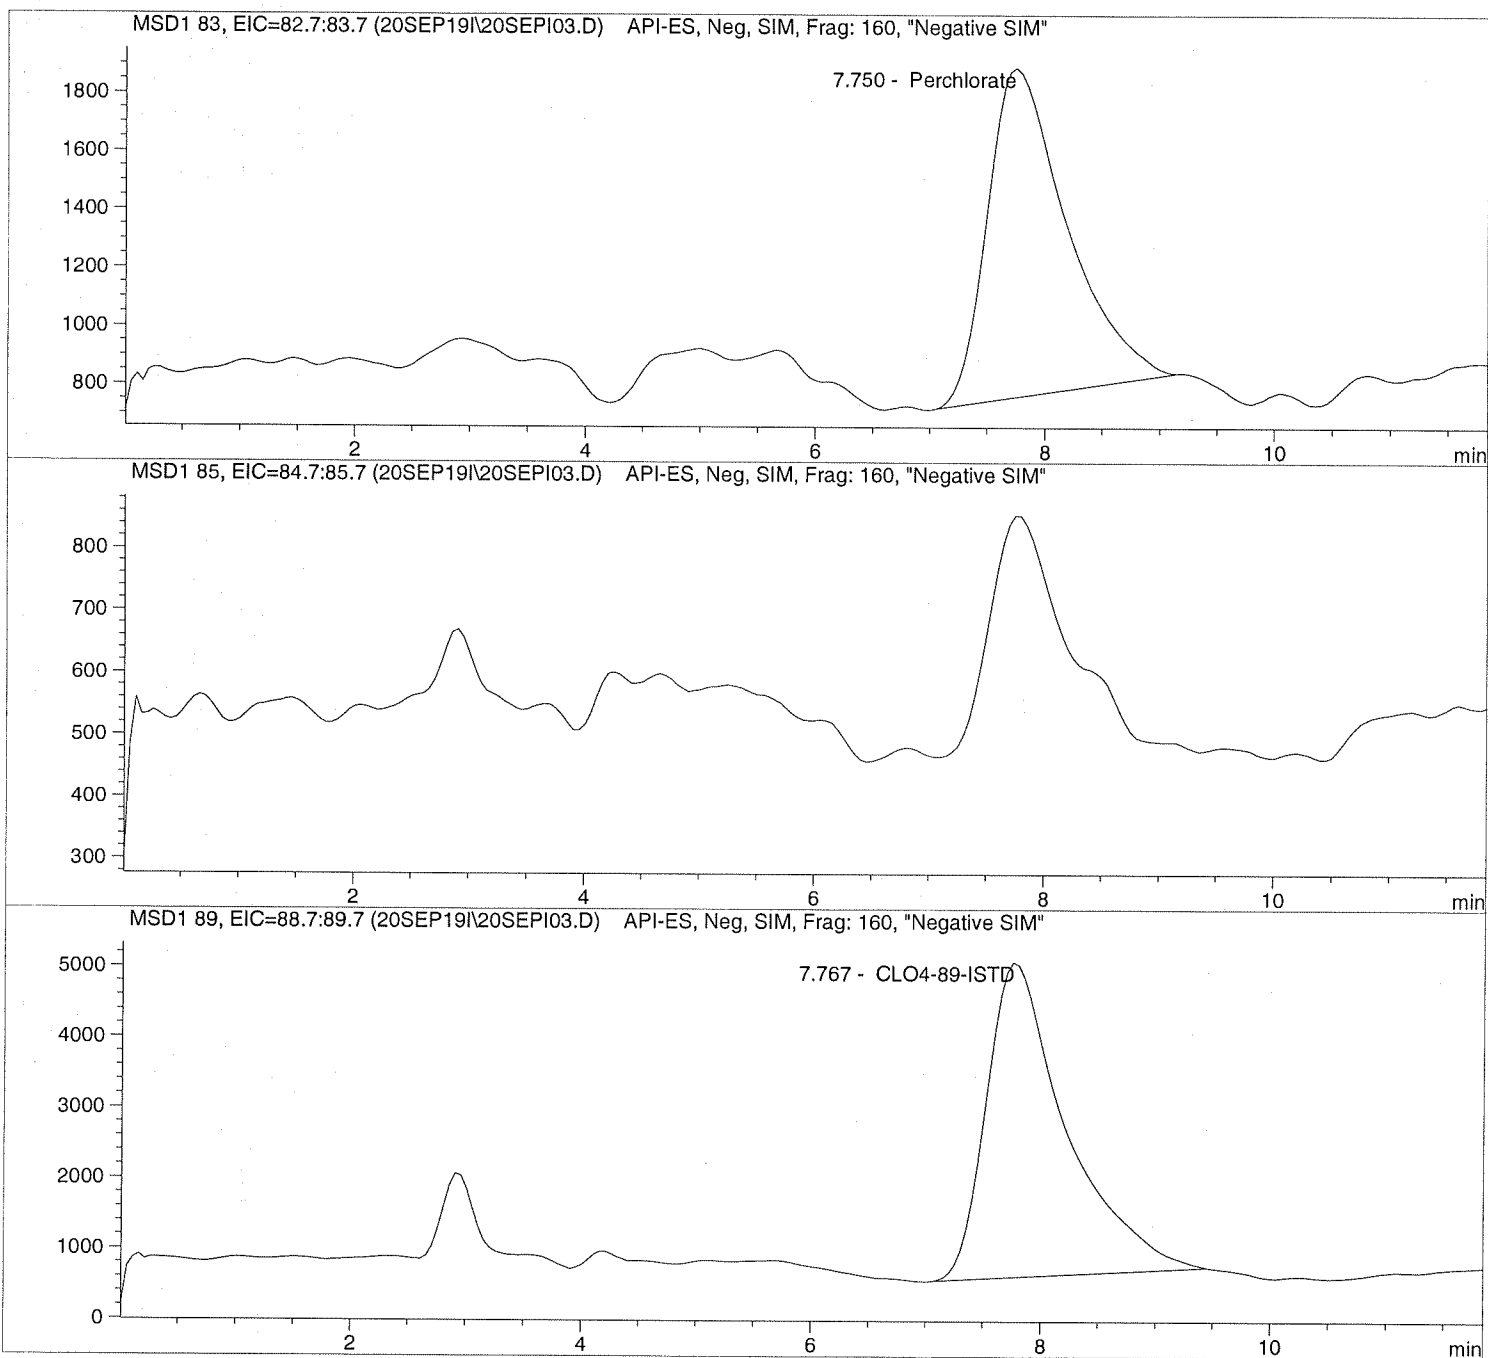 MSD1 83, EIC=82.7:83.7 (20SEP19I\20SEPI03.D) API-ES, Neg, SIM, Frag: 160, "Negative SIM"
7.750 - Perchlorate
1800
1600
1400
1200
1000
800
2 4 6 8 10 min
MSD1 85, EIC=84.7:85.7 (20SEP19I\20SEPI03.D) API-ES, Neg, SIM, Frag: 160, "Negative SIM"
800
700
600
500
400
300
2 4 6 8 10 min
MSD1 89, EIC=88.7:89.7 (20SEP19I\20SEPI03.D) API-ES, Neg, SIM, Frag: 160, "Negative SIM"
5000
7.767 - CLO4-89-ISTD
4000
3000
2000
1000
0
2 4 6 8 10 min